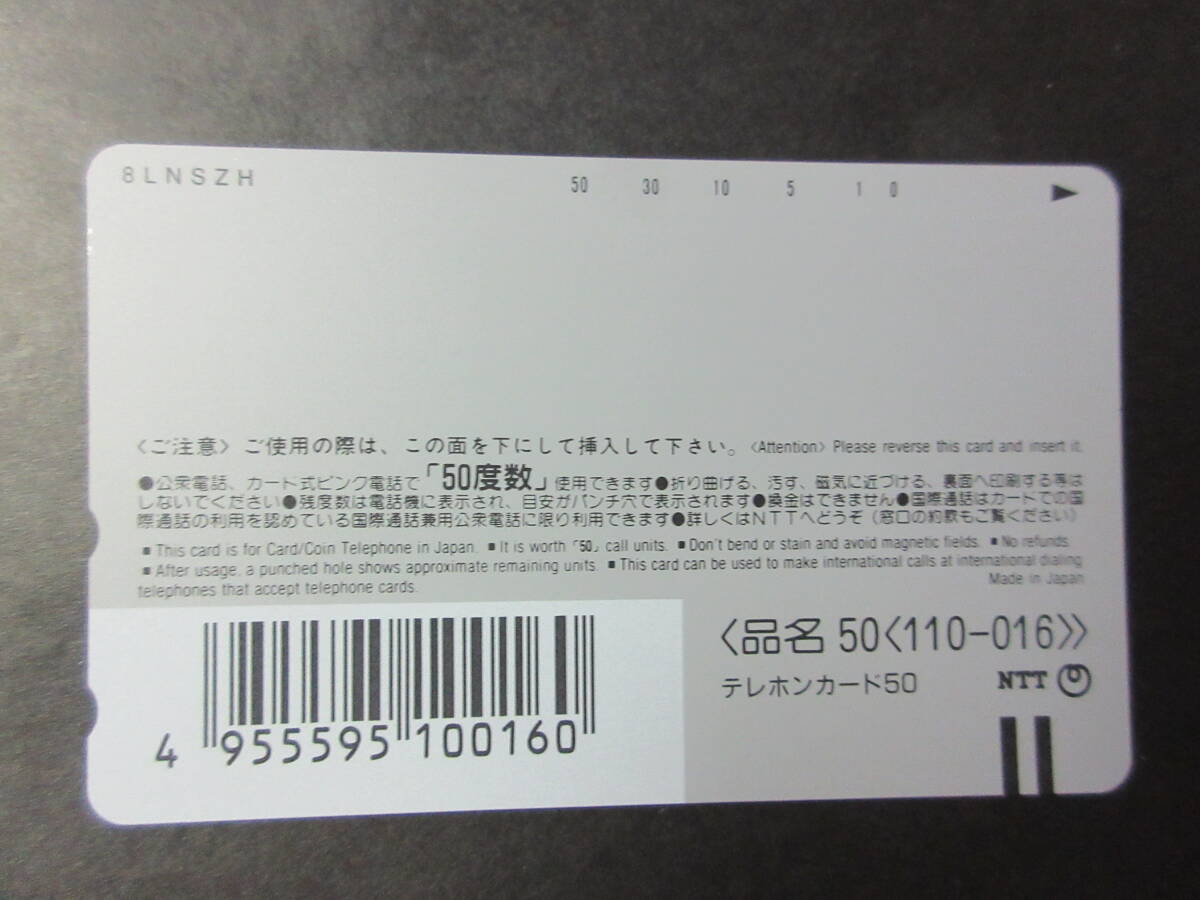 8LNSZH
50 30 10 5 1 0
〈ご注意〉ご使用の際は、この面を下にして挿入して下さい。〈Attention〉Please reverse this card and insert it.
●公衆電話、カード式ピンク電話で「50度数」使用できます●折り曲げる、汚す、磁気に近づける、裏面へ印刷する等は
しないでください●残度数は電話機に表示され、目安がパンチ穴で表示されます●換金はできません●国際通話はカードでの国
際通話の利用を認めている国際通話兼用公衆電話に限り利用できます●詳しくはNTTへどうぞ（窓口の約款もご覧ください）
■This card is for Card/Coin Telephone in Japan. ■It is worth「50」call units. ■Don't bend or stain and avoid magnetic fields. ■No refunds.
■After usage, a punched hole shows approximate remaining units. ■This card can be used to make international calls at international dialing
telephones that accept telephone cards.
Made in Japan
〈品名 50〈110-016〉〉
テレホンカード50
NTT
4 955595 100160